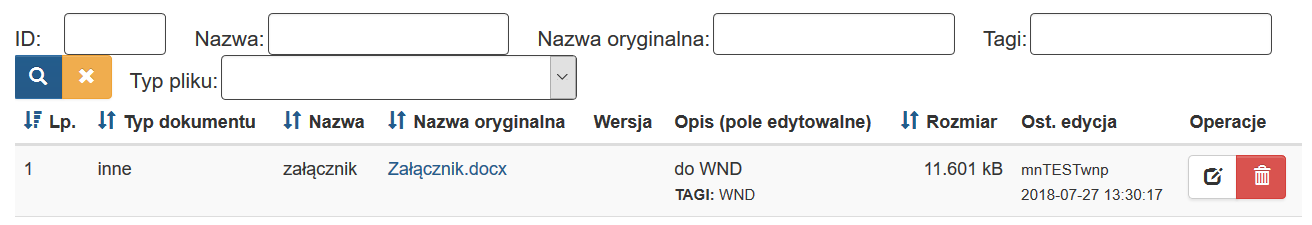 ID: Nazwa: Nazwa oryginalna: Tagi:
Typ pliku:
Lp. Typ dokumentu Nazwa Nazwa oryginalna Wersja Opis (pole edytowalne) Rozmiar Ost. edycja Operacje
1 inne załącznik Załącznik.docx do WND 11.601 kB mnTESTwnp
TAGI: WND 2018-07-27 13:30:17